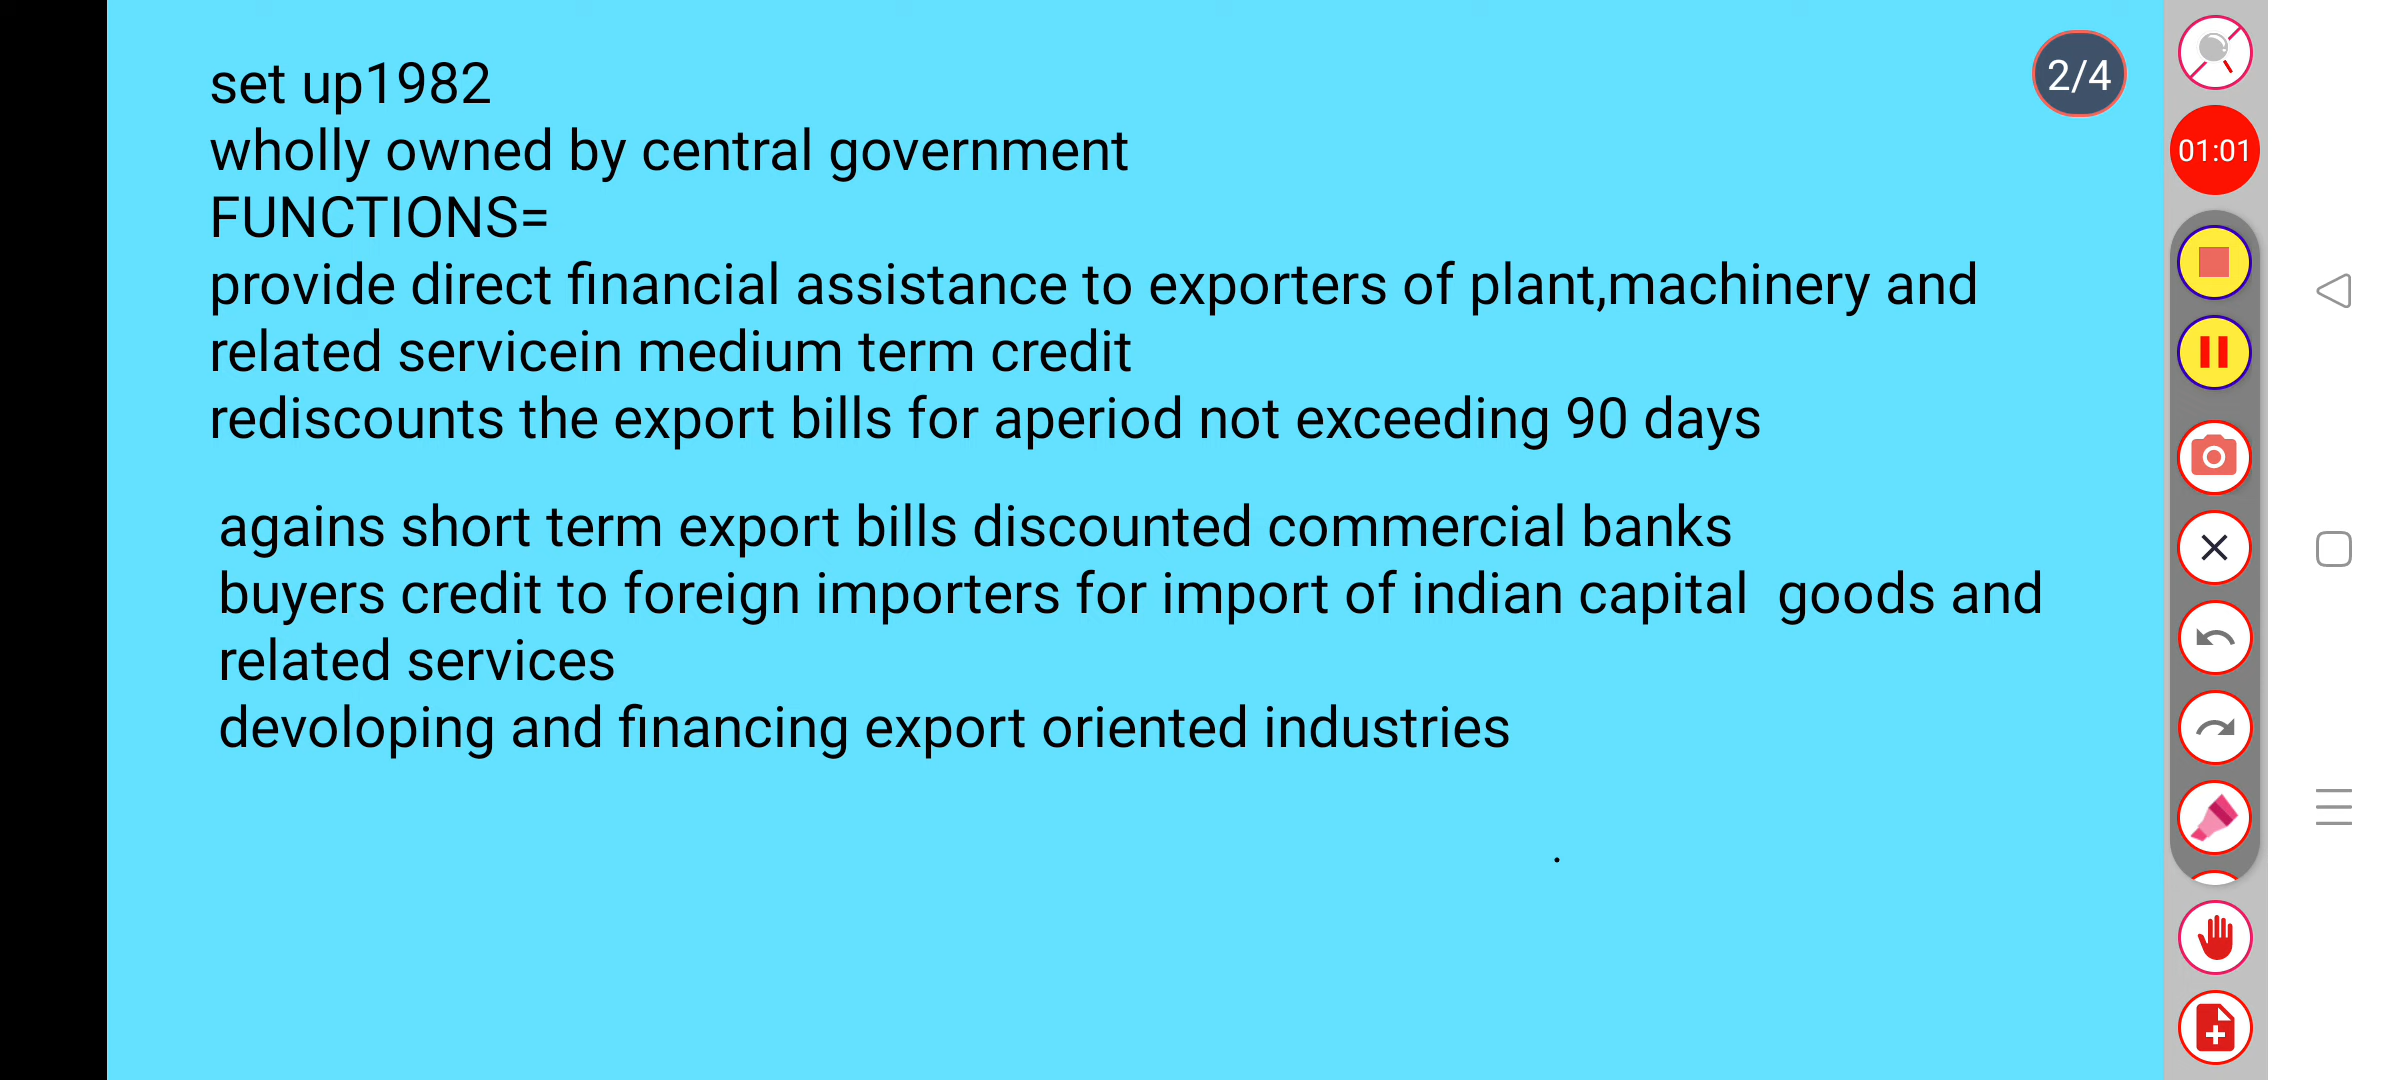 set up1982
wholly owned by central government
FUNCTIONS=
provide direct financial assistance to exporters of plant,machinery and
related servicein medium term credit
rediscounts the export bills for aperiod not exceeding 90 days
agains short term export bills discounted commercial banks
buyers credit to foreign importers for import of indian capital  goods and
related services
devoloping and financing export oriented industries
.
2/4
01:01